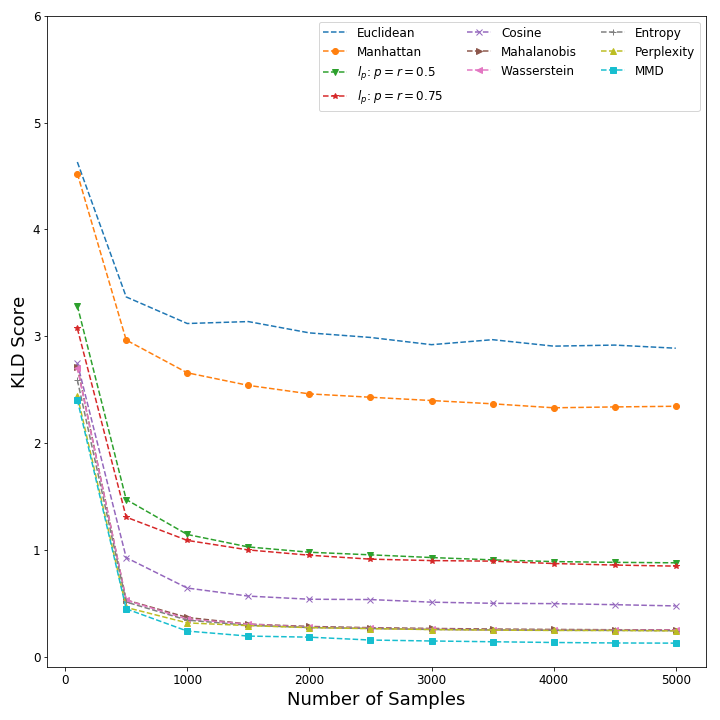 6
5
4
3
2
1
0
KLD Score
0 1000 2000 3000 4000 5000
Number of Samples
Euclidean
Manhattan
l_p: p = r = 0.5
l_p: p = r = 0.75
Cosine
Mahalanobis
Wasserstein
Entropy
Perplexity
MMD